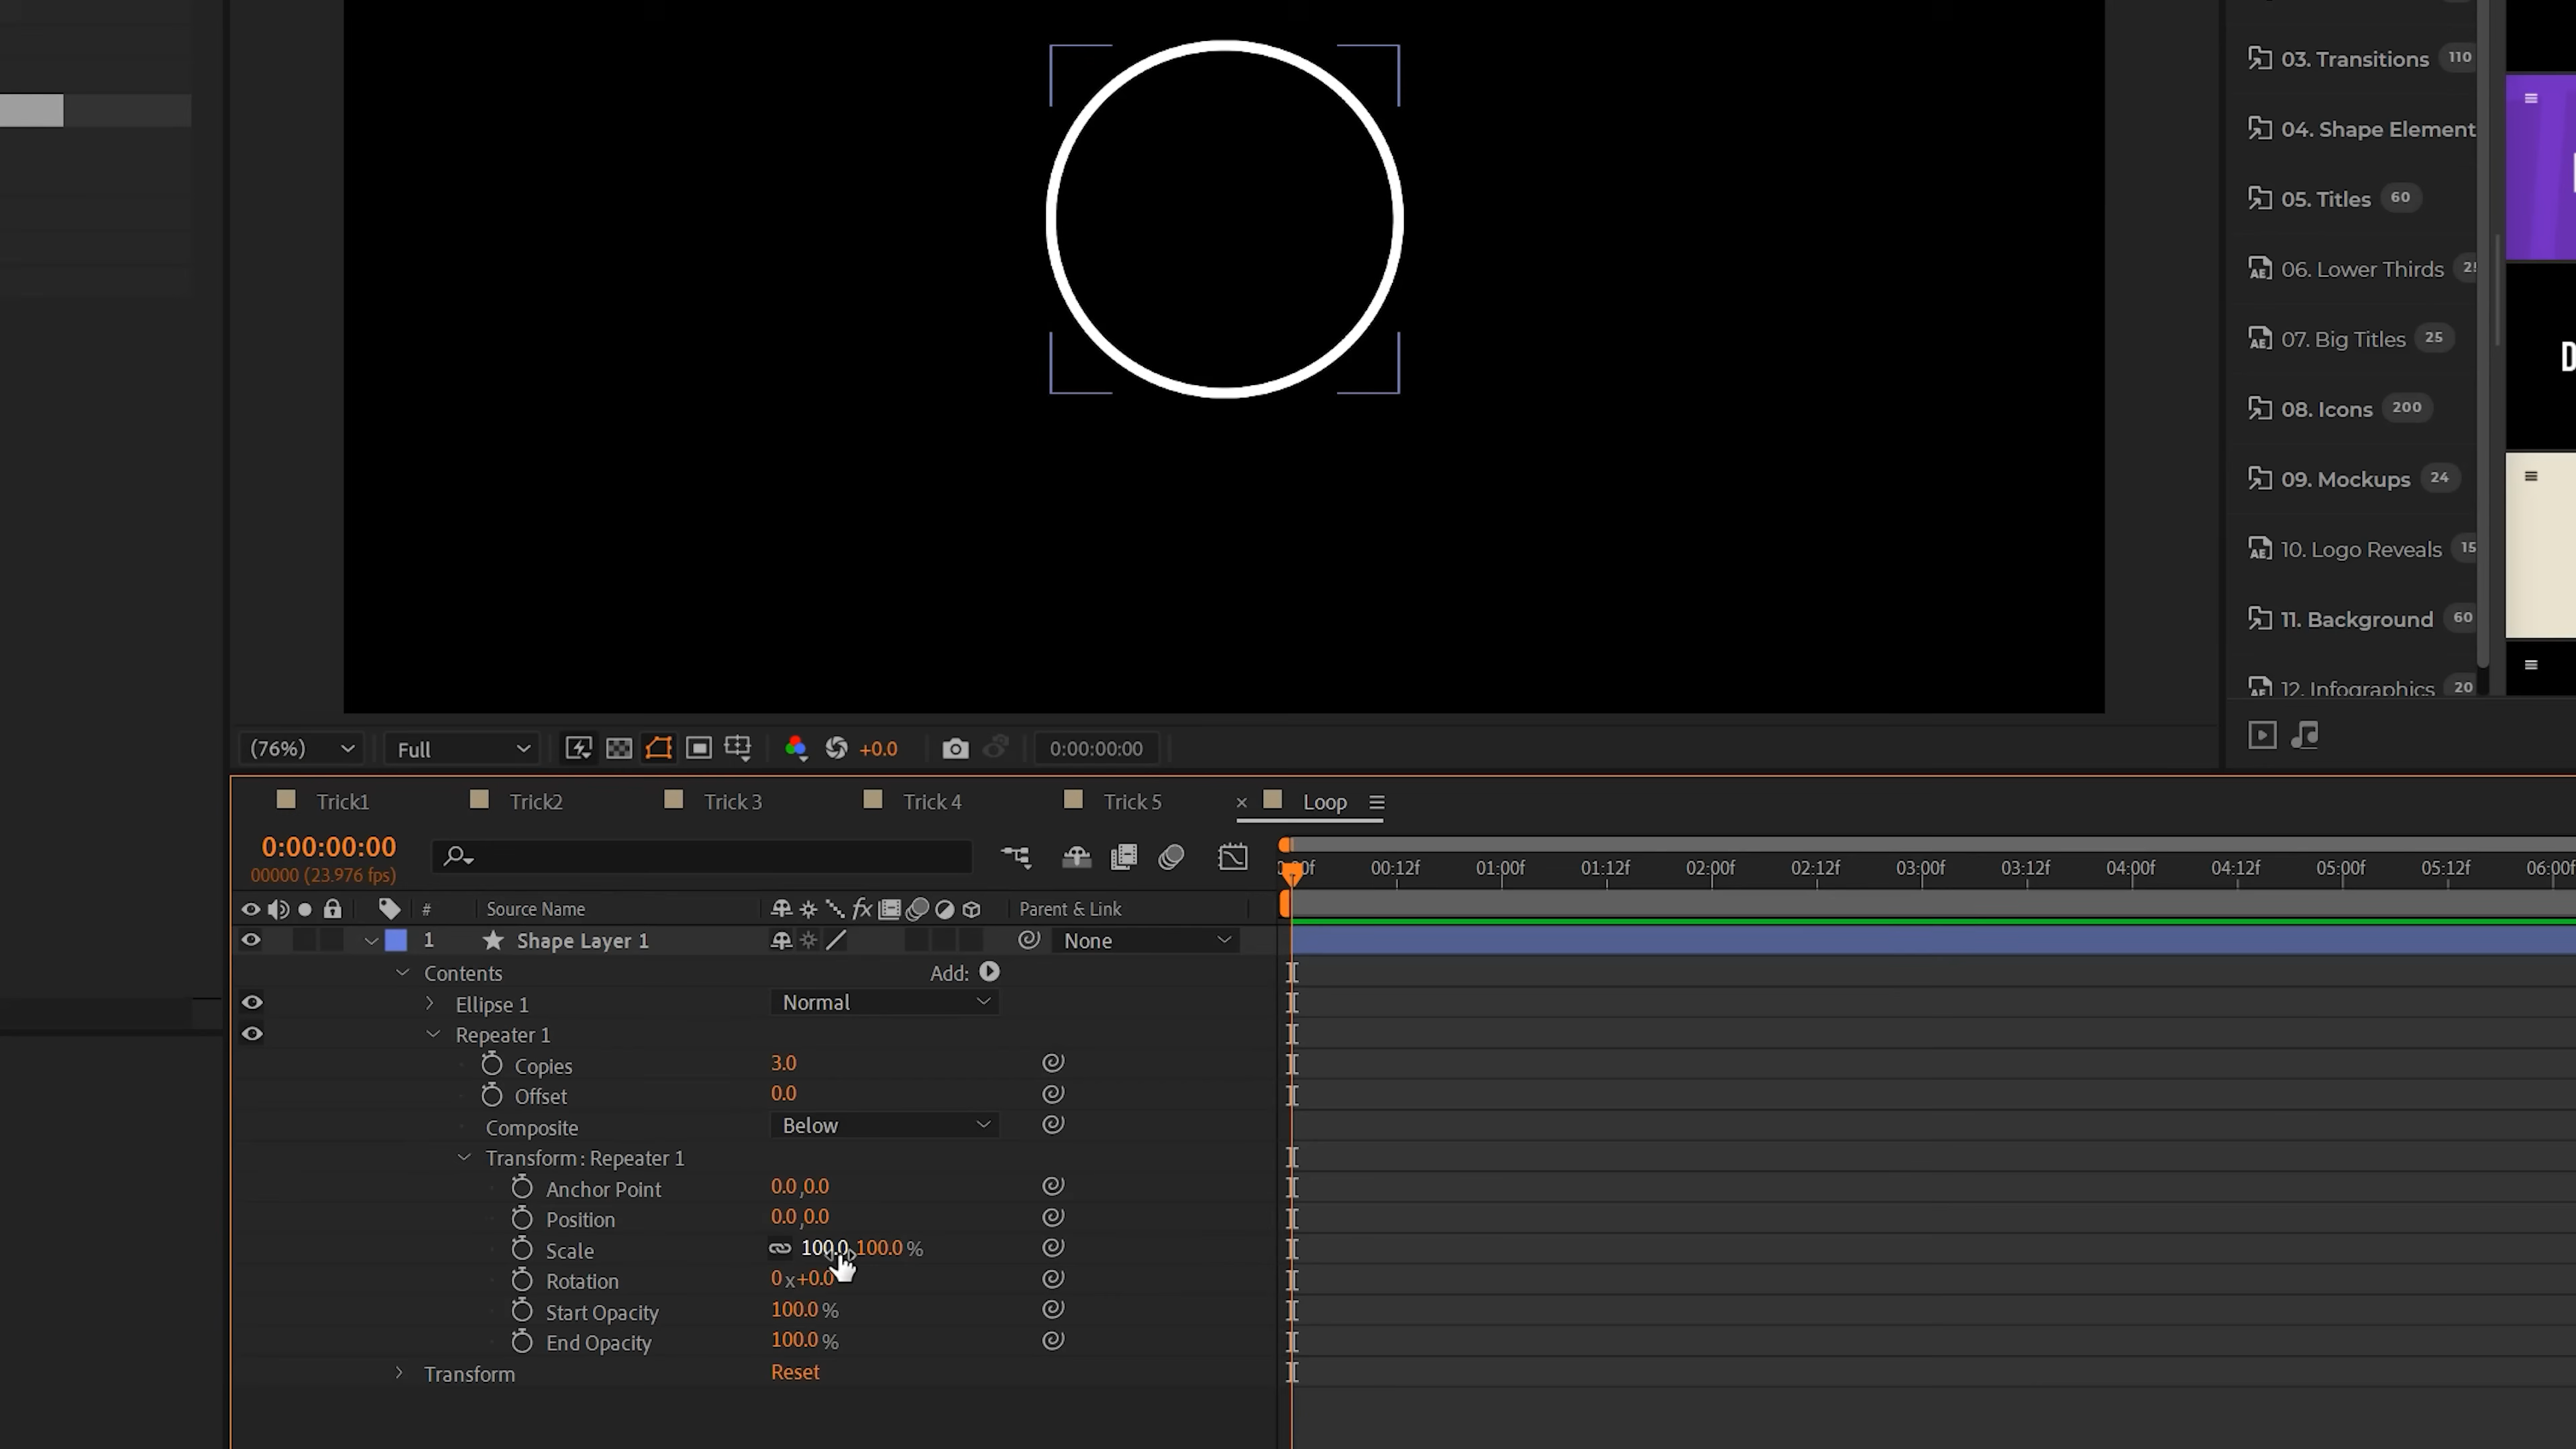 03. Transitions 110
04. Shape Element
05. Titles 60
06. Lower Thirds
07. Big Titles 25
08. Icons 200
09. Mockups 24
10. Logo Reveals 15
11. Background 60
12. Infographics 20
D
(76%) Full +0.0 0:00:00:00
Trick1 Trick2 Trick 3 Trick 4 Trick 5 × Loop
0:00:00:00
00000 (23.976 fps)
00:12f 01:00f 01:12f 02:00f 02:12f 03:00f 03:12f 04:00f 04:12f 05:00f 05:12f 06:00
# Source Name fx Parent & Link
1 Shape Layer 1 None
Contents Add:
Ellipse 1 Normal
Repeater 1
Copies 3.0
Offset 0.0
Composite Below
Transform : Repeater 1
Anchor Point 0.0,0.0
Position 0.0,0.0
Scale 100.0 100.0 %
Rotation 0 x +0.0
Start Opacity 100.0 %
End Opacity 100.0 %
Transform Reset